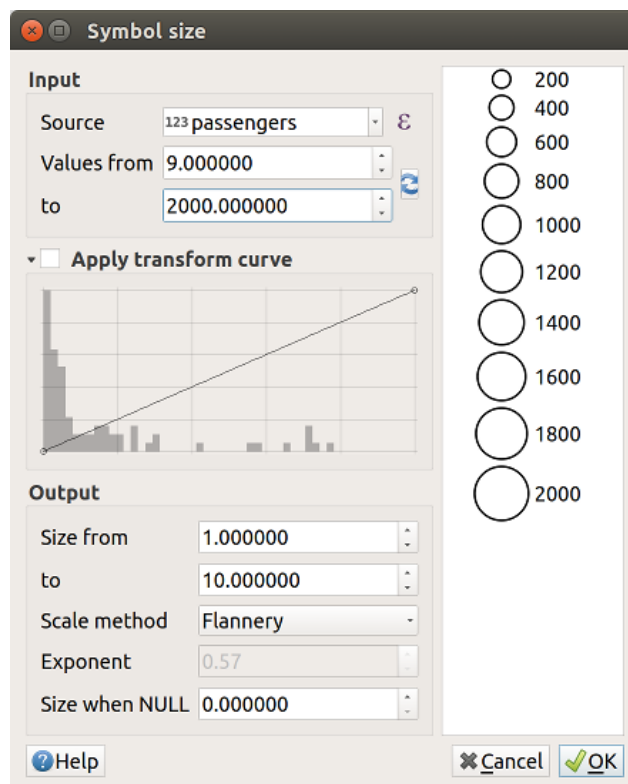 Symbol size
Input
Source 123 passengers ε
Values from 9.000000
to 2000.000000
Apply transform curve
Output
Size from 1.000000
to 10.000000
Scale method Flannery
Exponent 0.57
Size when NULL 0.000000
200
400
600
800
1000
1200
1400
1600
1800
2000
?Help
Cancel
OK